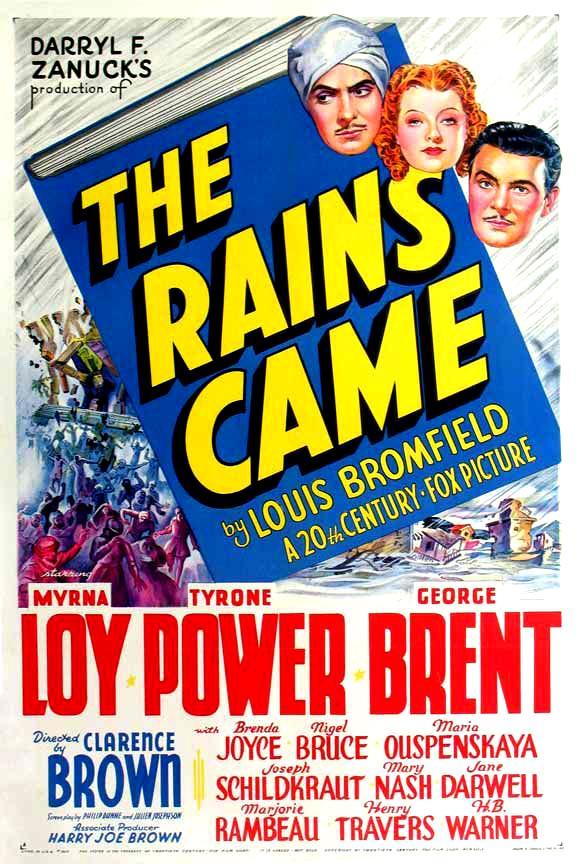 DARRYL F.
ZANUCK'S
production of
THE
RAINS
CAME
by LOUIS BROMFIELD
A 20th CENTURY-FOX PICTURE
starring
MYRNA TYRONE GEORGE
LOY POWER BRENT
Directed by CLARENCE
BROWN
Screenplay by PHILIP DUNNE and JULIEN JOSEPHSON
Associate Producer
HARRY JOE BROWN
with Brenda Nigel Maria
JOYCE BRUCE OUSPENSKAYA
Joseph Mary Jane
SCHILDKRAUT NASH DARWELL
Marjorie Henry H.B.
RAMBEAU TRAVERS WARNER